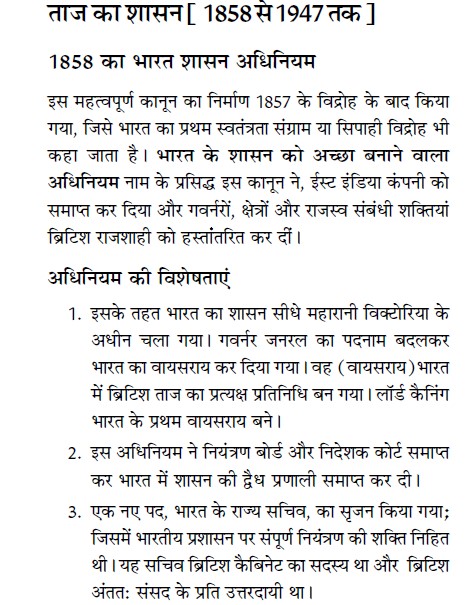 ताज का शासन [ 1858 से 1947 तक ]
1858 का भारत शासन अधिनियम
इस महत्वपूर्ण कानून का निर्माण 1857 के विद्रोह के बाद किया
गया, जिसे भारत का प्रथम स्वतंत्रता संग्राम या सिपाही विद्रोह भी
कहा जाता है। भारत के शासन को अच्छा बनाने वाला
अधिनियम नाम के प्रसिद्ध इस कानून ने, ईस्ट इंडिया कंपनी को
समाप्त कर दिया और गवर्नरों, क्षेत्रों और राजस्व संबंधी शक्तियां
ब्रिटिश राजशाही को हस्तांतरित कर दीं।
अधिनियम की विशेषताएं
1. इसके तहत भारत का शासन सीधे महारानी विक्टोरिया के
अधीन चला गया। गवर्नर जनरल का पदनाम बदलकर
भारत का वायसराय कर दिया गया। वह (वायसराय) भारत
में ब्रिटिश ताज का प्रत्यक्ष प्रतिनिधि बन गया। लॉर्ड कैनिंग
भारत के प्रथम वायसराय बने।
2. इस अधिनियम ने नियंत्रण बोर्ड और निदेशक कोर्ट समाप्त
कर भारत में शासन की द्वैध प्रणाली समाप्त कर दी।
3. एक नए पद, भारत के राज्य सचिव, का सृजन किया गया;
जिसमें भारतीय प्रशासन पर संपूर्ण नियंत्रण की शक्ति निहित
थी। यह सचिव ब्रिटिश कैबिनेट का सदस्य था और ब्रिटिश
अंततः संसद के प्रति उत्तरदायी था।